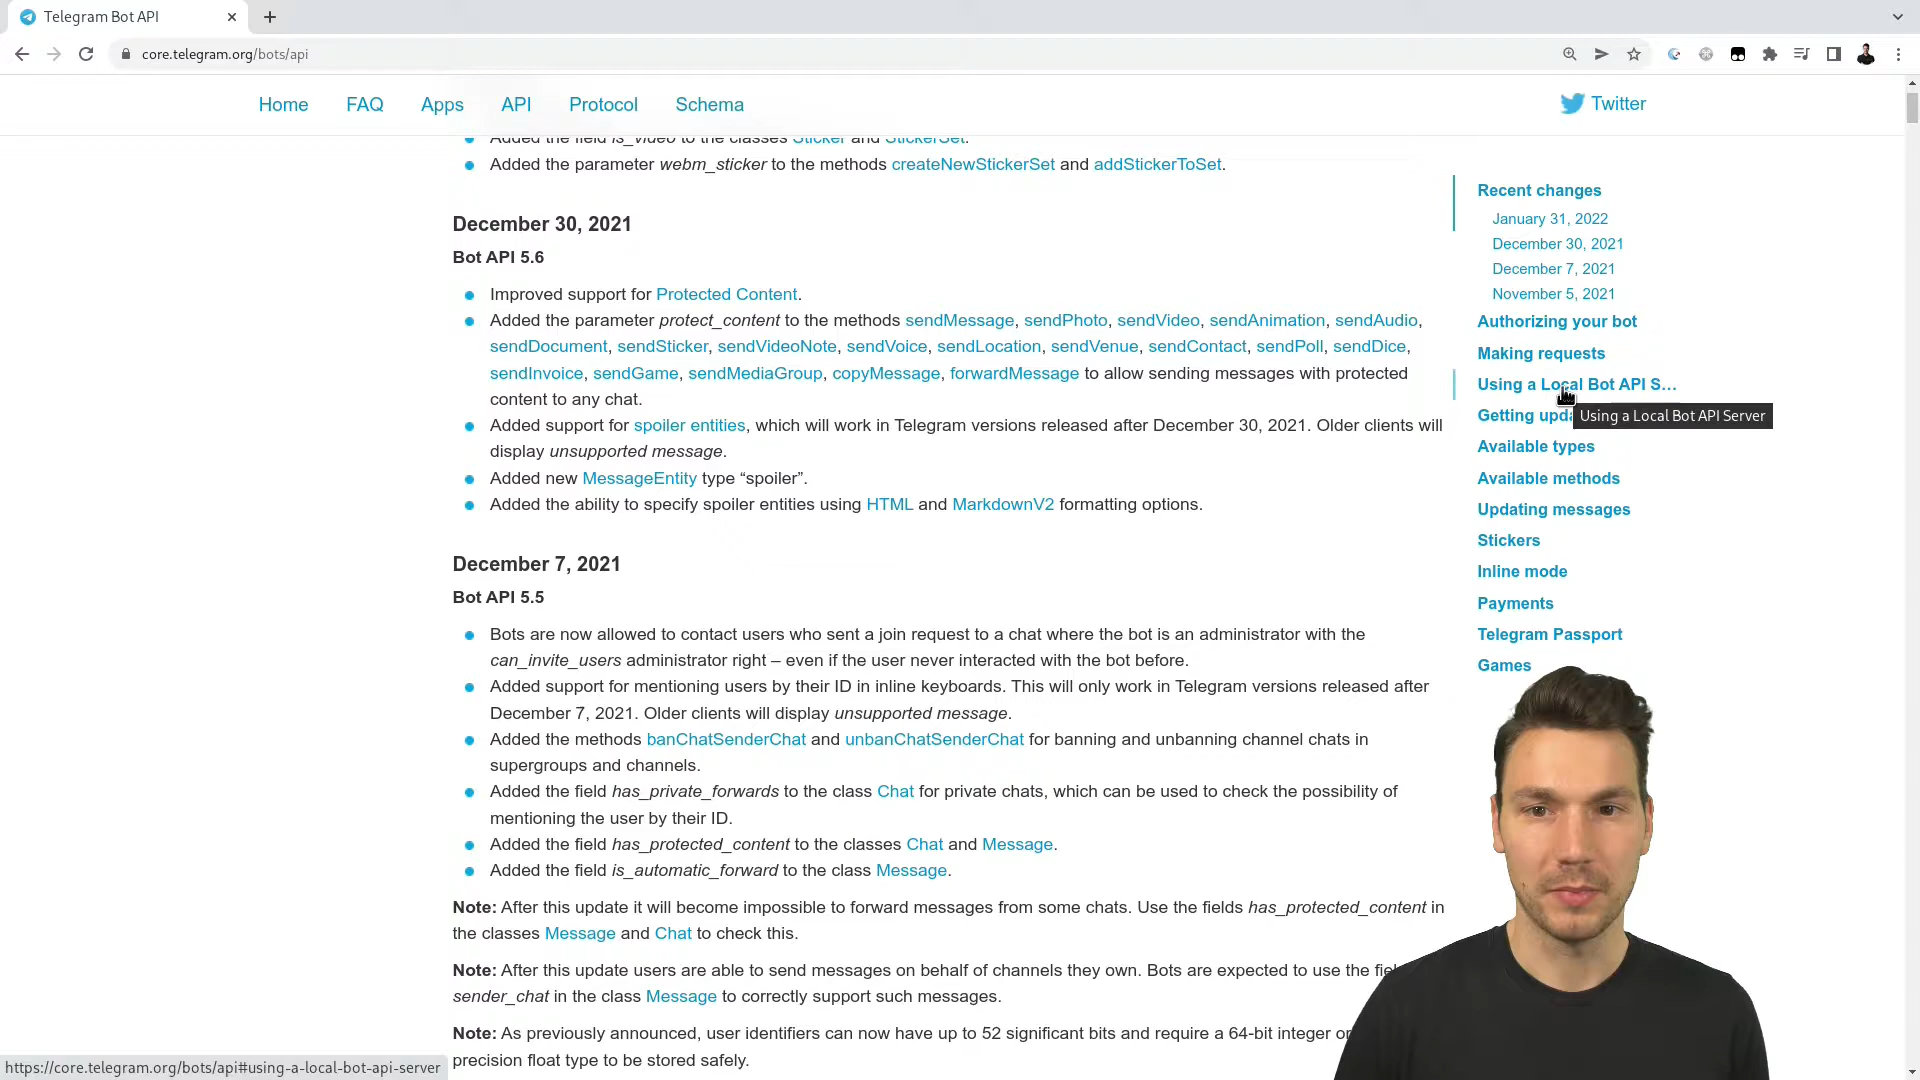 Telegram Bot API
core.telegram.org/bots/api
Home FAQ Apps API Protocol Schema Twitter
Added the field is_video to the classes Sticker and StickerSet.
Added the parameter webm_sticker to the methods createNewStickerSet and addStickerToSet.
December 30, 2021
Bot API 5.6
Improved support for Protected Content.
Added the parameter protect_content to the methods sendMessage, sendPhoto, sendVideo, sendAnimation, sendAudio,
sendDocument, sendSticker, sendVideoNote, sendVoice, sendLocation, sendVenue, sendContact, sendPoll, sendDice,
sendInvoice, sendGame, sendMediaGroup, copyMessage, forwardMessage to allow sending messages with protected
content to any chat.
Added support for spoiler entities, which will work in Telegram versions released after December 30, 2021. Older clients will
display unsupported message.
Added new MessageEntity type “spoiler”.
Added the ability to specify spoiler entities using HTML and MarkdownV2 formatting options.
December 7, 2021
Bot API 5.5
Bots are now allowed to contact users who sent a join request to a chat where the bot is an administrator with the
can_invite_users administrator right – even if the user never interacted with the bot before.
Added support for mentioning users by their ID in inline keyboards. This will only work in Telegram versions released after
December 7, 2021. Older clients will display unsupported message.
Added the methods banChatSenderChat and unbanChatSenderChat for banning and unbanning channel chats in
supergroups and channels.
Added the field has_private_forwards to the class Chat for private chats, which can be used to check the possibility of
mentioning the user by their ID.
Added the field has_protected_content to the classes Chat and Message.
Added the field is_automatic_forward to the class Message.
Note: After this update it will become impossible to forward messages from some chats. Use the fields has_protected_content in
the classes Message and Chat to check this.
Note: After this update users are able to send messages on behalf of channels they own. Bots are expected to use the
sender_chat in the class Message to correctly support such messages.
Note: As previously announced, user identifiers can now have up to 52 significant bits and require a 64-bit integer or
precision float type to be stored safely.
Recent changes
January 31, 2022
December 30, 2021
December 7, 2021
November 5, 2021
Authorizing your bot
Making requests
Using a Local Bot API S...
Getting
Using a Local Bot API Server
Available types
Available methods
Updating messages
Stickers
Inline mode
Payments
Telegram Passport
Games
https://core.telegram.org/bots/api#using-a-local-bot-api-server